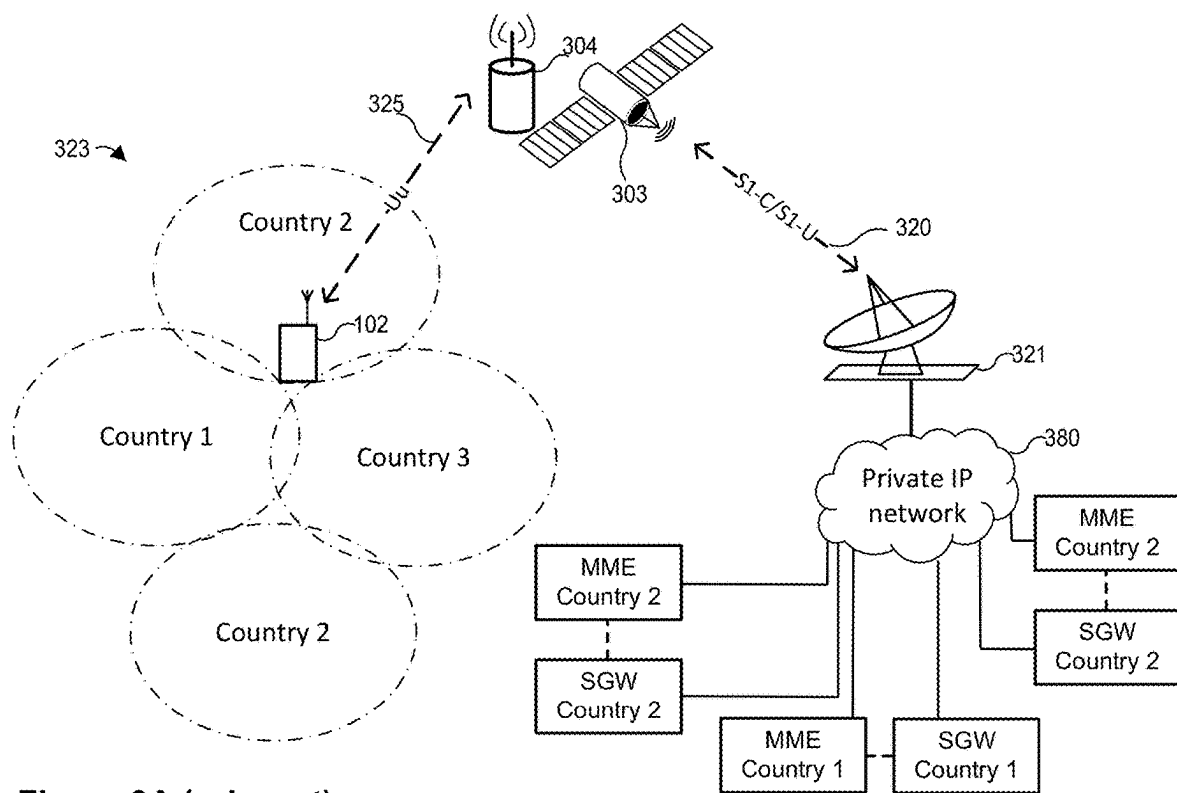 304
325
323
303
Uu
S1-C/S1-U
320
Country 2
102
321
Country 1
Country 3
380
Private IP
network
MME
Country 2
MME
Country 2
Country 2
SGW
Country 2
SGW
Country 2
MME
Country 1
SGW
Country 1